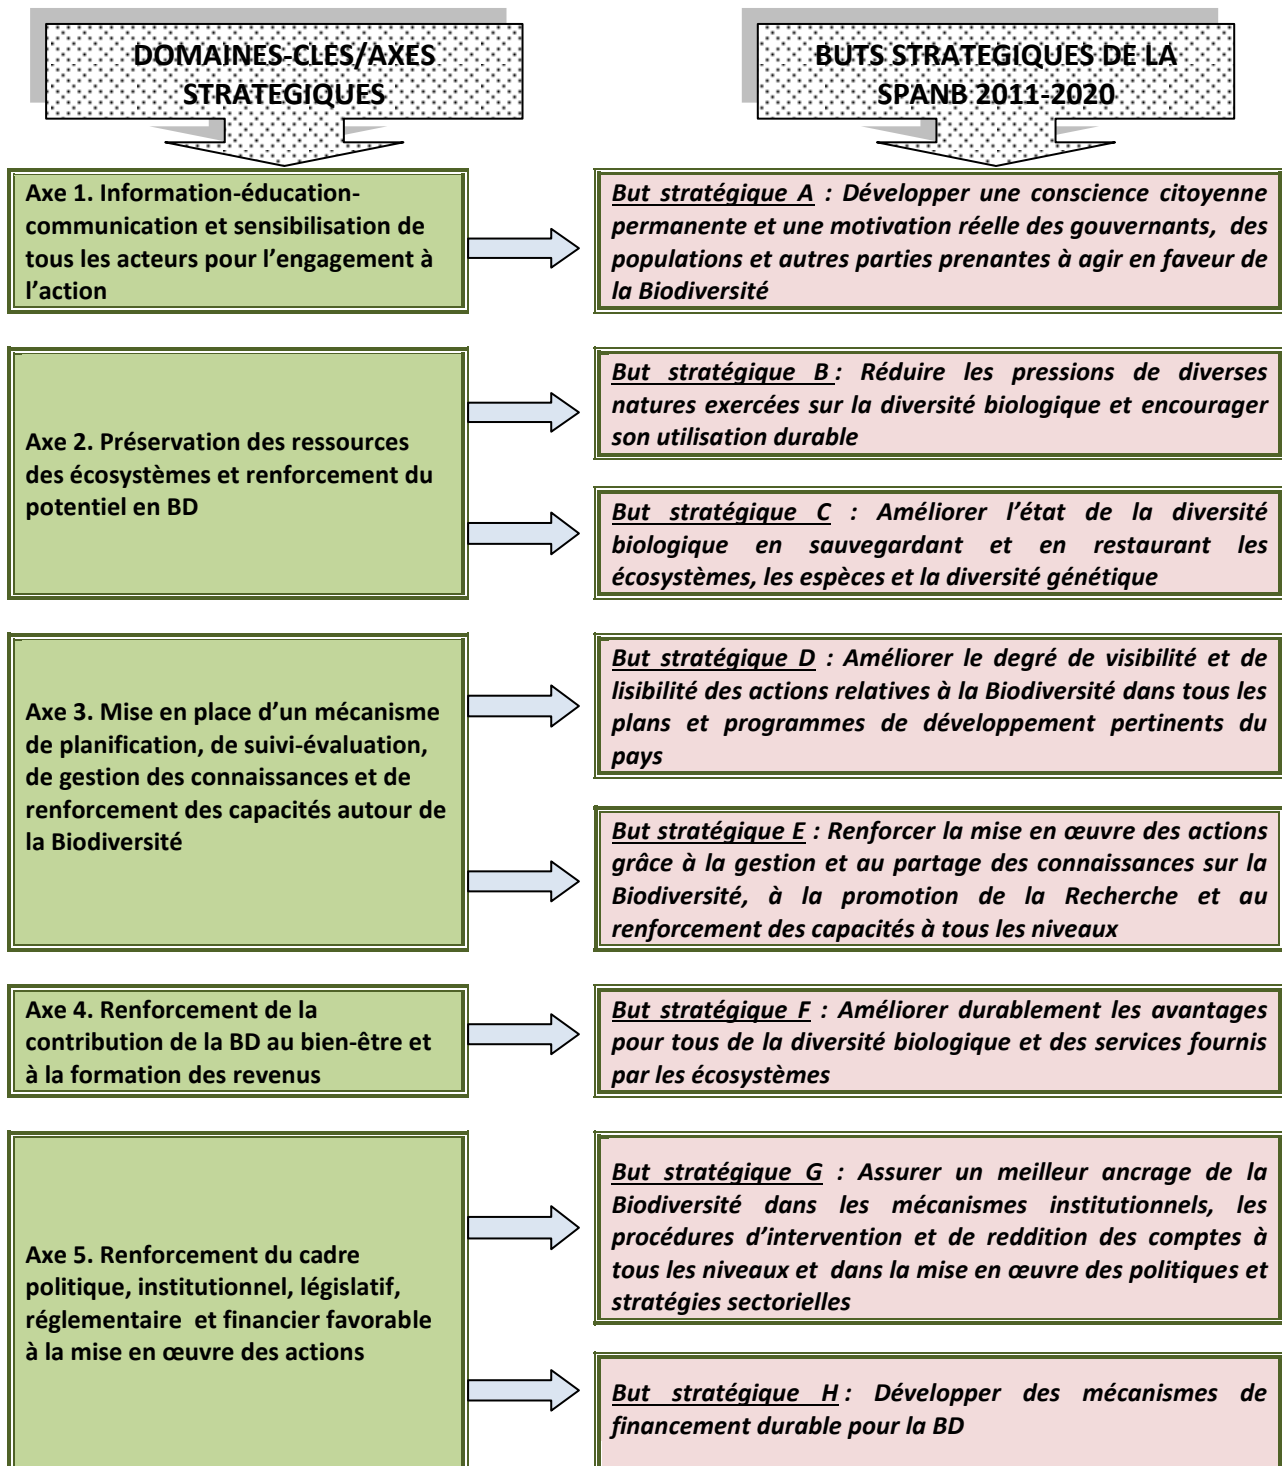 DOMAINES-CLES/AXES
STRATEGIQUES
BUTS STRATEGIQUES DE LA
SPANB 2011-2020
Axe 1. Information-éducation-
communication et sensibilisation de
tous les acteurs pour l’engagement à
l’action
But stratégique A : Développer une conscience citoyenne
permanente et une motivation réelle des gouvernants, des
populations et autres parties prenantes à agir en faveur de
la Biodiversité
Axe 2. Préservation des ressources
des écosystèmes et renforcement du
potentiel en BD
But stratégique B : Réduire les pressions de diverses
natures exercées sur la diversité biologique et encourager
son utilisation durable
But stratégique C : Améliorer l’état de la diversité
biologique en sauvegardant et en restaurant les
écosystèmes, les espèces et la diversité génétique
Axe 3. Mise en place d’un mécanisme
de planification, de suivi-évaluation,
de gestion des connaissances et de
renforcement des capacités autour de
la Biodiversité
But stratégique D : Améliorer le degré de visibilité et de
lisibilité des actions relatives à la Biodiversité dans tous les
plans et programmes de développement pertinents du
pays
But stratégique E : Renforcer la mise en œuvre des actions
grâce à la gestion et au partage des connaissances sur la
Biodiversité, à la promotion de la Recherche et au
renforcement des capacités à tous les niveaux
Axe 4. Renforcement de la
contribution de la BD au bien-être et
à la formation des revenus
But stratégique F : Améliorer durablement les avantages
pour tous de la diversité biologique et des services fournis
par les écosystèmes
Axe 5. Renforcement du cadre
politique, institutionnel, législatif,
réglementaire et financier favorable
à la mise en œuvre des actions
But stratégique G : Assurer un meilleur ancrage de la
Biodiversité dans les mécanismes institutionnels, les
procédures d’intervention et de reddition des comptes à
tous les niveaux et dans la mise en œuvre des politiques et
stratégies sectorielles
But stratégique H : Développer des mécanismes de
financement durable pour la BD